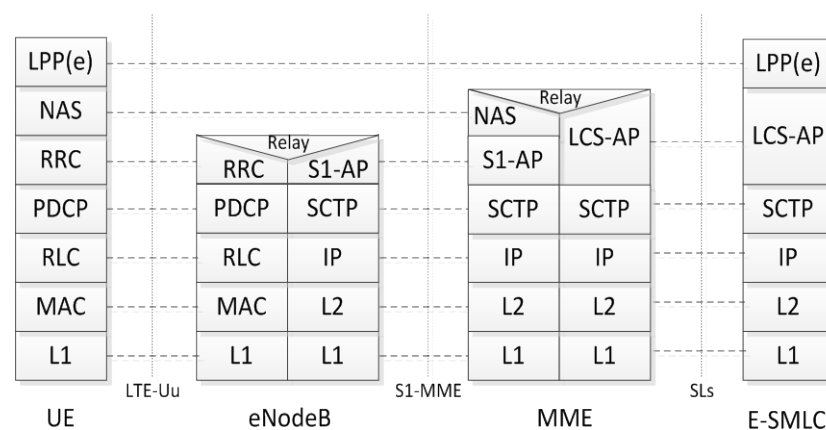 LPP(e)
NAS
RRC
PDCP
RLC
MAC
L1
UE
LTE-Uu
Relay
RRC S1-AP
PDCP SCTP
RLC IP
MAC L2
L1 L1
eNodeB
S1-MME
Relay
NAS LCS-AP
S1-AP
SCTP SCTP
IP IP
L2 L2
L1 L1
MME
SLs
LPP(e)
LCS-AP
SCTP
IP
L2
L1
E-SMLC